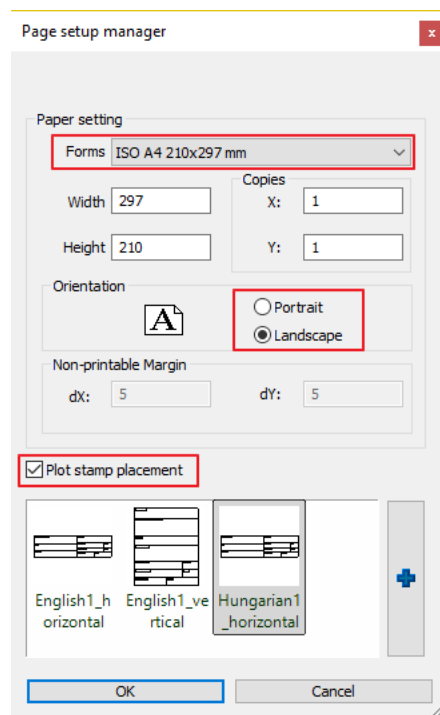 Page setup manager
x
Paper setting
Forms ISO A4 210x297 mm
Copies
Width 297 X: 1
Height 210 Y: 1
Orientation
A
Portrait
Landscape
Non-printable Margin
dX: 5 dY: 5
Plot stamp placement
English1_h English1_ve Hungarian1
orizontal rtical _horizontal
OK Cancel